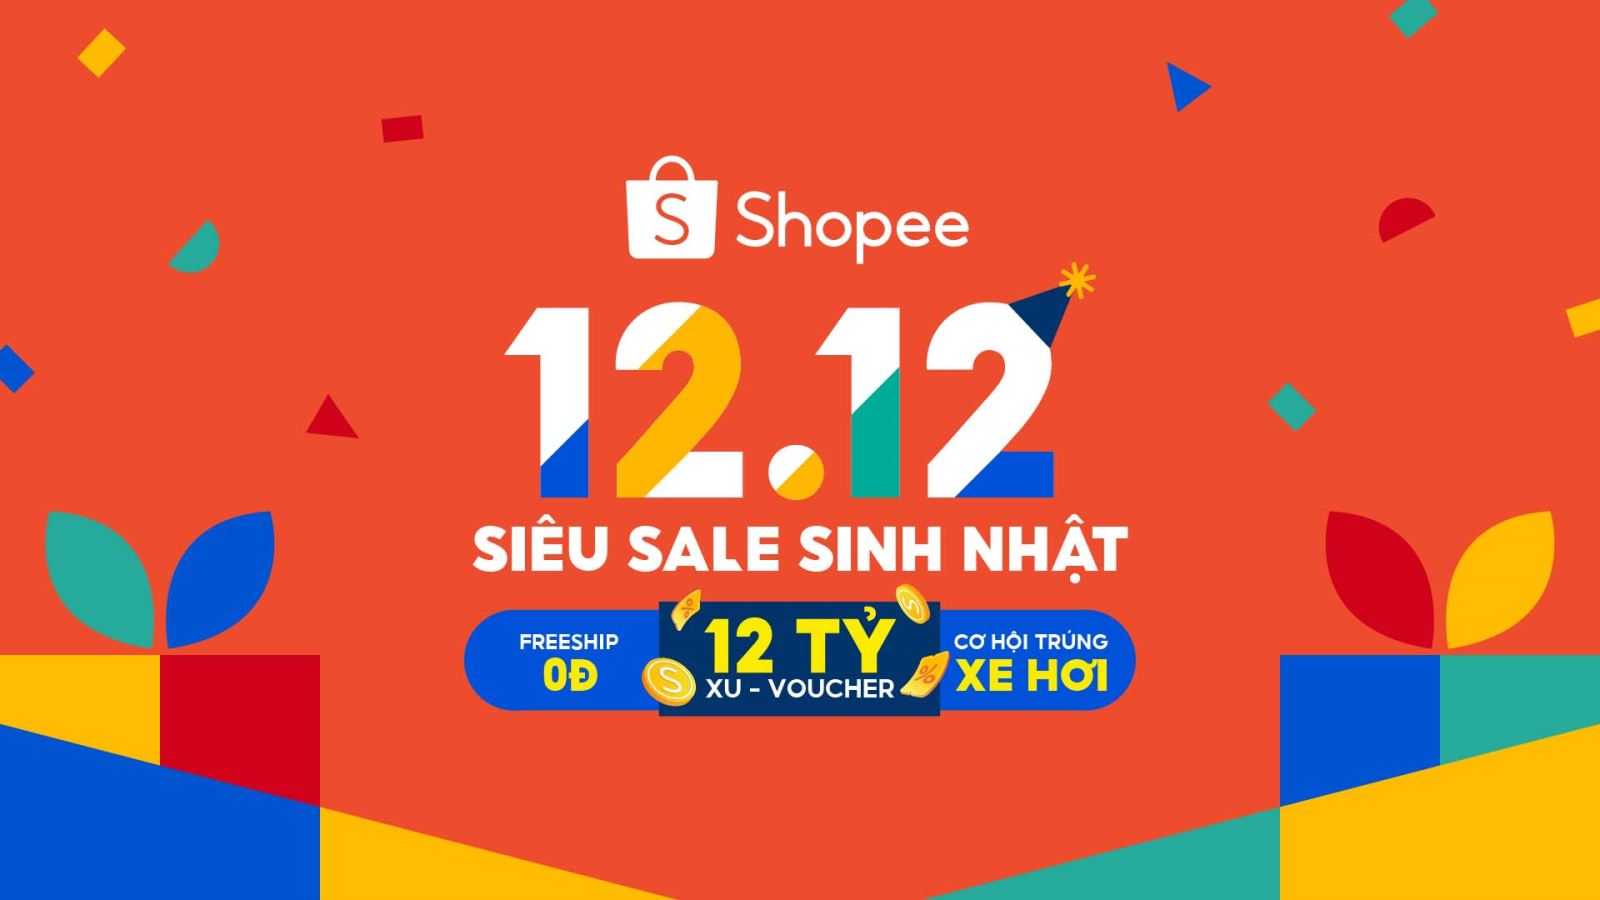 Shopee
12.12
SIÊU SALE SINH NHẬT
FREESHIP
0Đ
12 TỶ
XU - VOUCHER
CƠ HỘI TRÚNG
XE HƠI